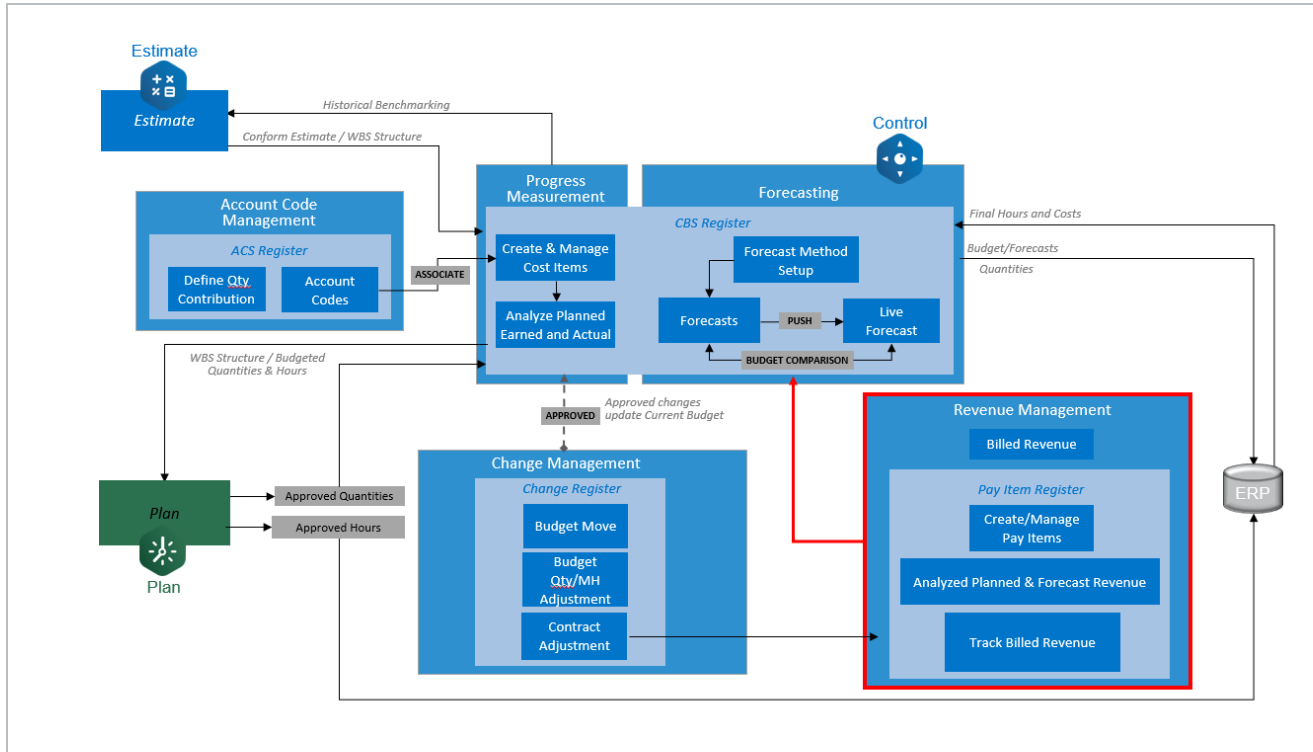 Estimate
Estimate
Historical Benchmarking
Conform Estimate / WBS Structure
Control
Progress
Measurement
Forecasting
Account Code
Management
ACS Register
Define Qty
Contribution
Account
Codes
ASSOCIATE
CBS Register
Create & Manage
Cost Items
Analyze Planned
Earned and Actual
Forecast Method
Setup
Forecasts
PUSH
Live
Forecast
BUDGET COMPARISON
Final Hours and Costs
Budget/Forecasts
Quantities
WBS Structure / Budgeted
Quantities & Hours
APPROVED
Approved changes
update Current Budget
Plan
Plan
Approved Quantities
Approved Hours
Change Management
Change Register
Budget Move
Budget
Qty/MH
Adjustment
Contract
Adjustment
Revenue Management
Billed Revenue
Pay Item Register
Create/Manage
Pay Items
Analyzed Planned & Forecast Revenue
Track Billed Revenue
ERP